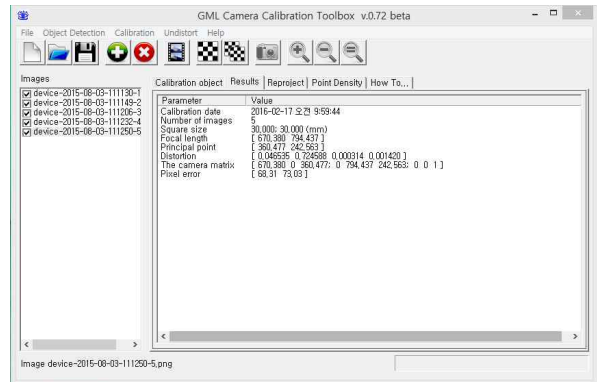 GML Camera Calibration Toolbox v.0.72 beta
File Object Detection Calibration Undistort Help
Images
device-2015-08-03-111130-1
device-2015-08-03-111149-2
device-2015-08-03-111206-3
device-2015-08-03-111232-4
device-2015-08-03-111250-5
Calibration object Results Reproject Point Density How To...
Parameter Value
Calibration date 2016-02-17 오전 9:59:44
Number of images 5
Square size 30,000; 30,000 (mm)
Focal length [ 670,380 794,437 ]
Principal point [ 360,477 242,563 ]
Distortion [ 0,046535 0,724588 0,000314 0,001420 ]
The camera matrix [ 670,380 0 360,477; 0 794,437 242,563; 0 0 1 ]
Pixel error [ 68,31 73,03 ]
Image device-2015-08-03-111250-5,png